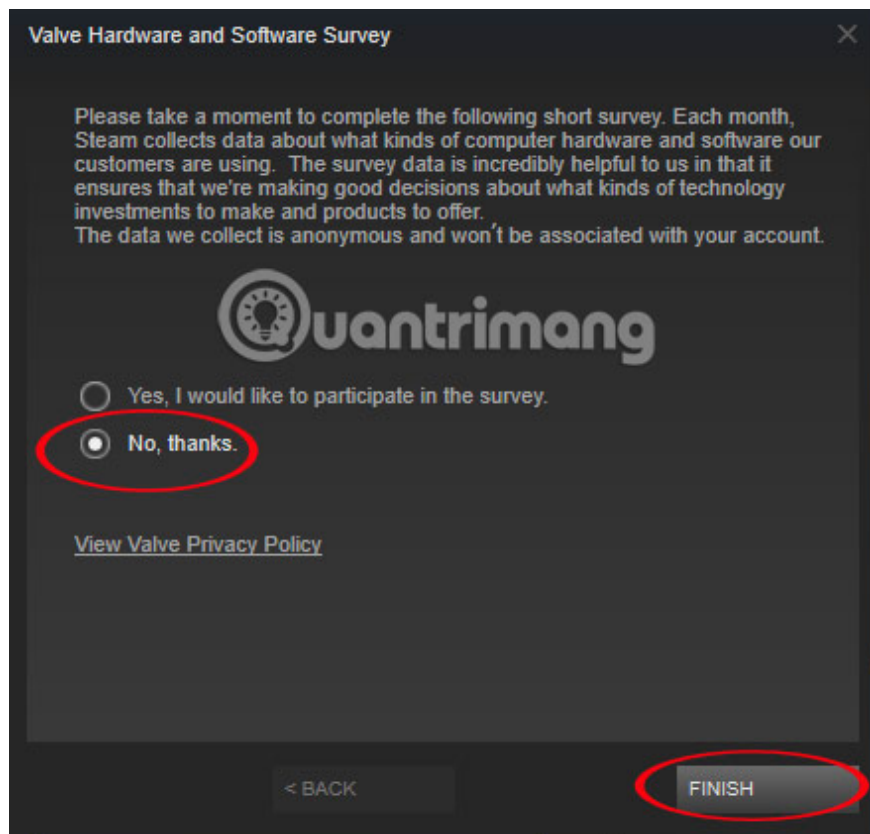 Valve Hardware and Software Survey
Please take a moment to complete the following short survey. Each month,
Steam collects data about what kinds of computer hardware and software our
customers are using. The survey data is incredibly helpful to us in that it
ensures that we're making good decisions about what kinds of technology
investments to make and products to offer.
The data we collect is anonymous and won't be associated with your account.
Quantrimang
Yes, I would like to participate in the survey.
No, thanks.
View Valve Privacy Policy
< BACK
FINISH